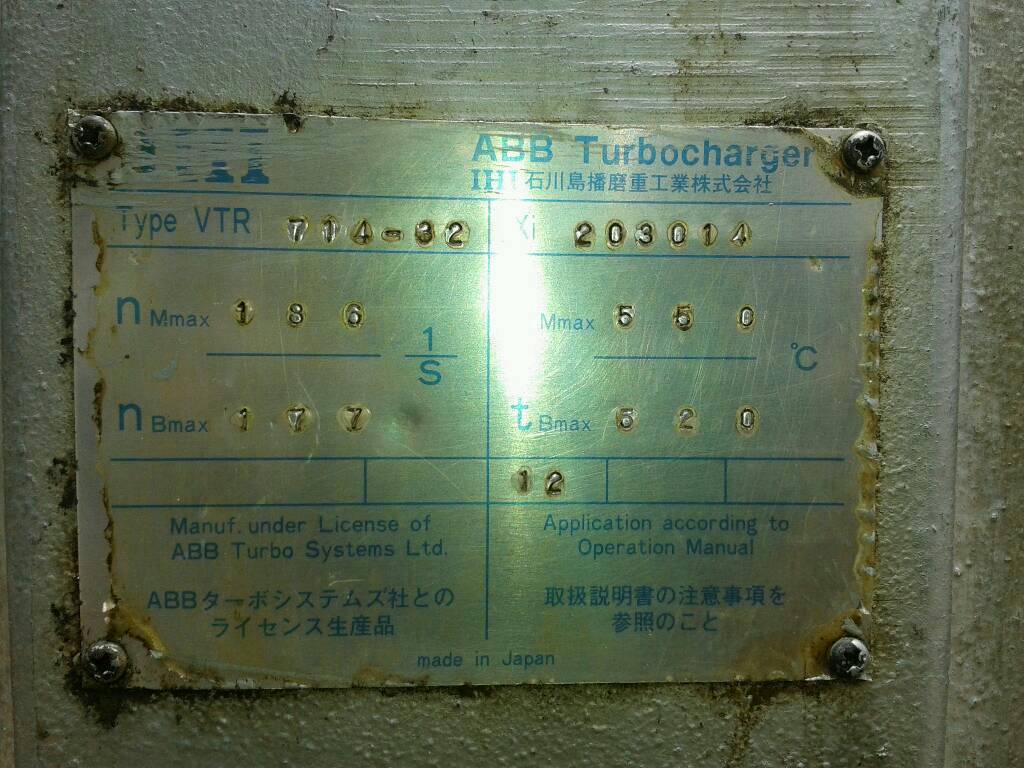 IHI
ABB Turbocharger
IHI 石川島播磨重工業株式会社
Type VTR 714-32
203014
n Mmax 186
Mmax 550
1
S
°C
n Bmax 177
t Bmax 520
12
Manuf. under License of
ABB Turbo Systems Ltd.
Application according to
Operation Manual
ABBターボシステムズ社との
ライセンス生産品
取扱説明書の注意事項を
参照のこと
made in Japan